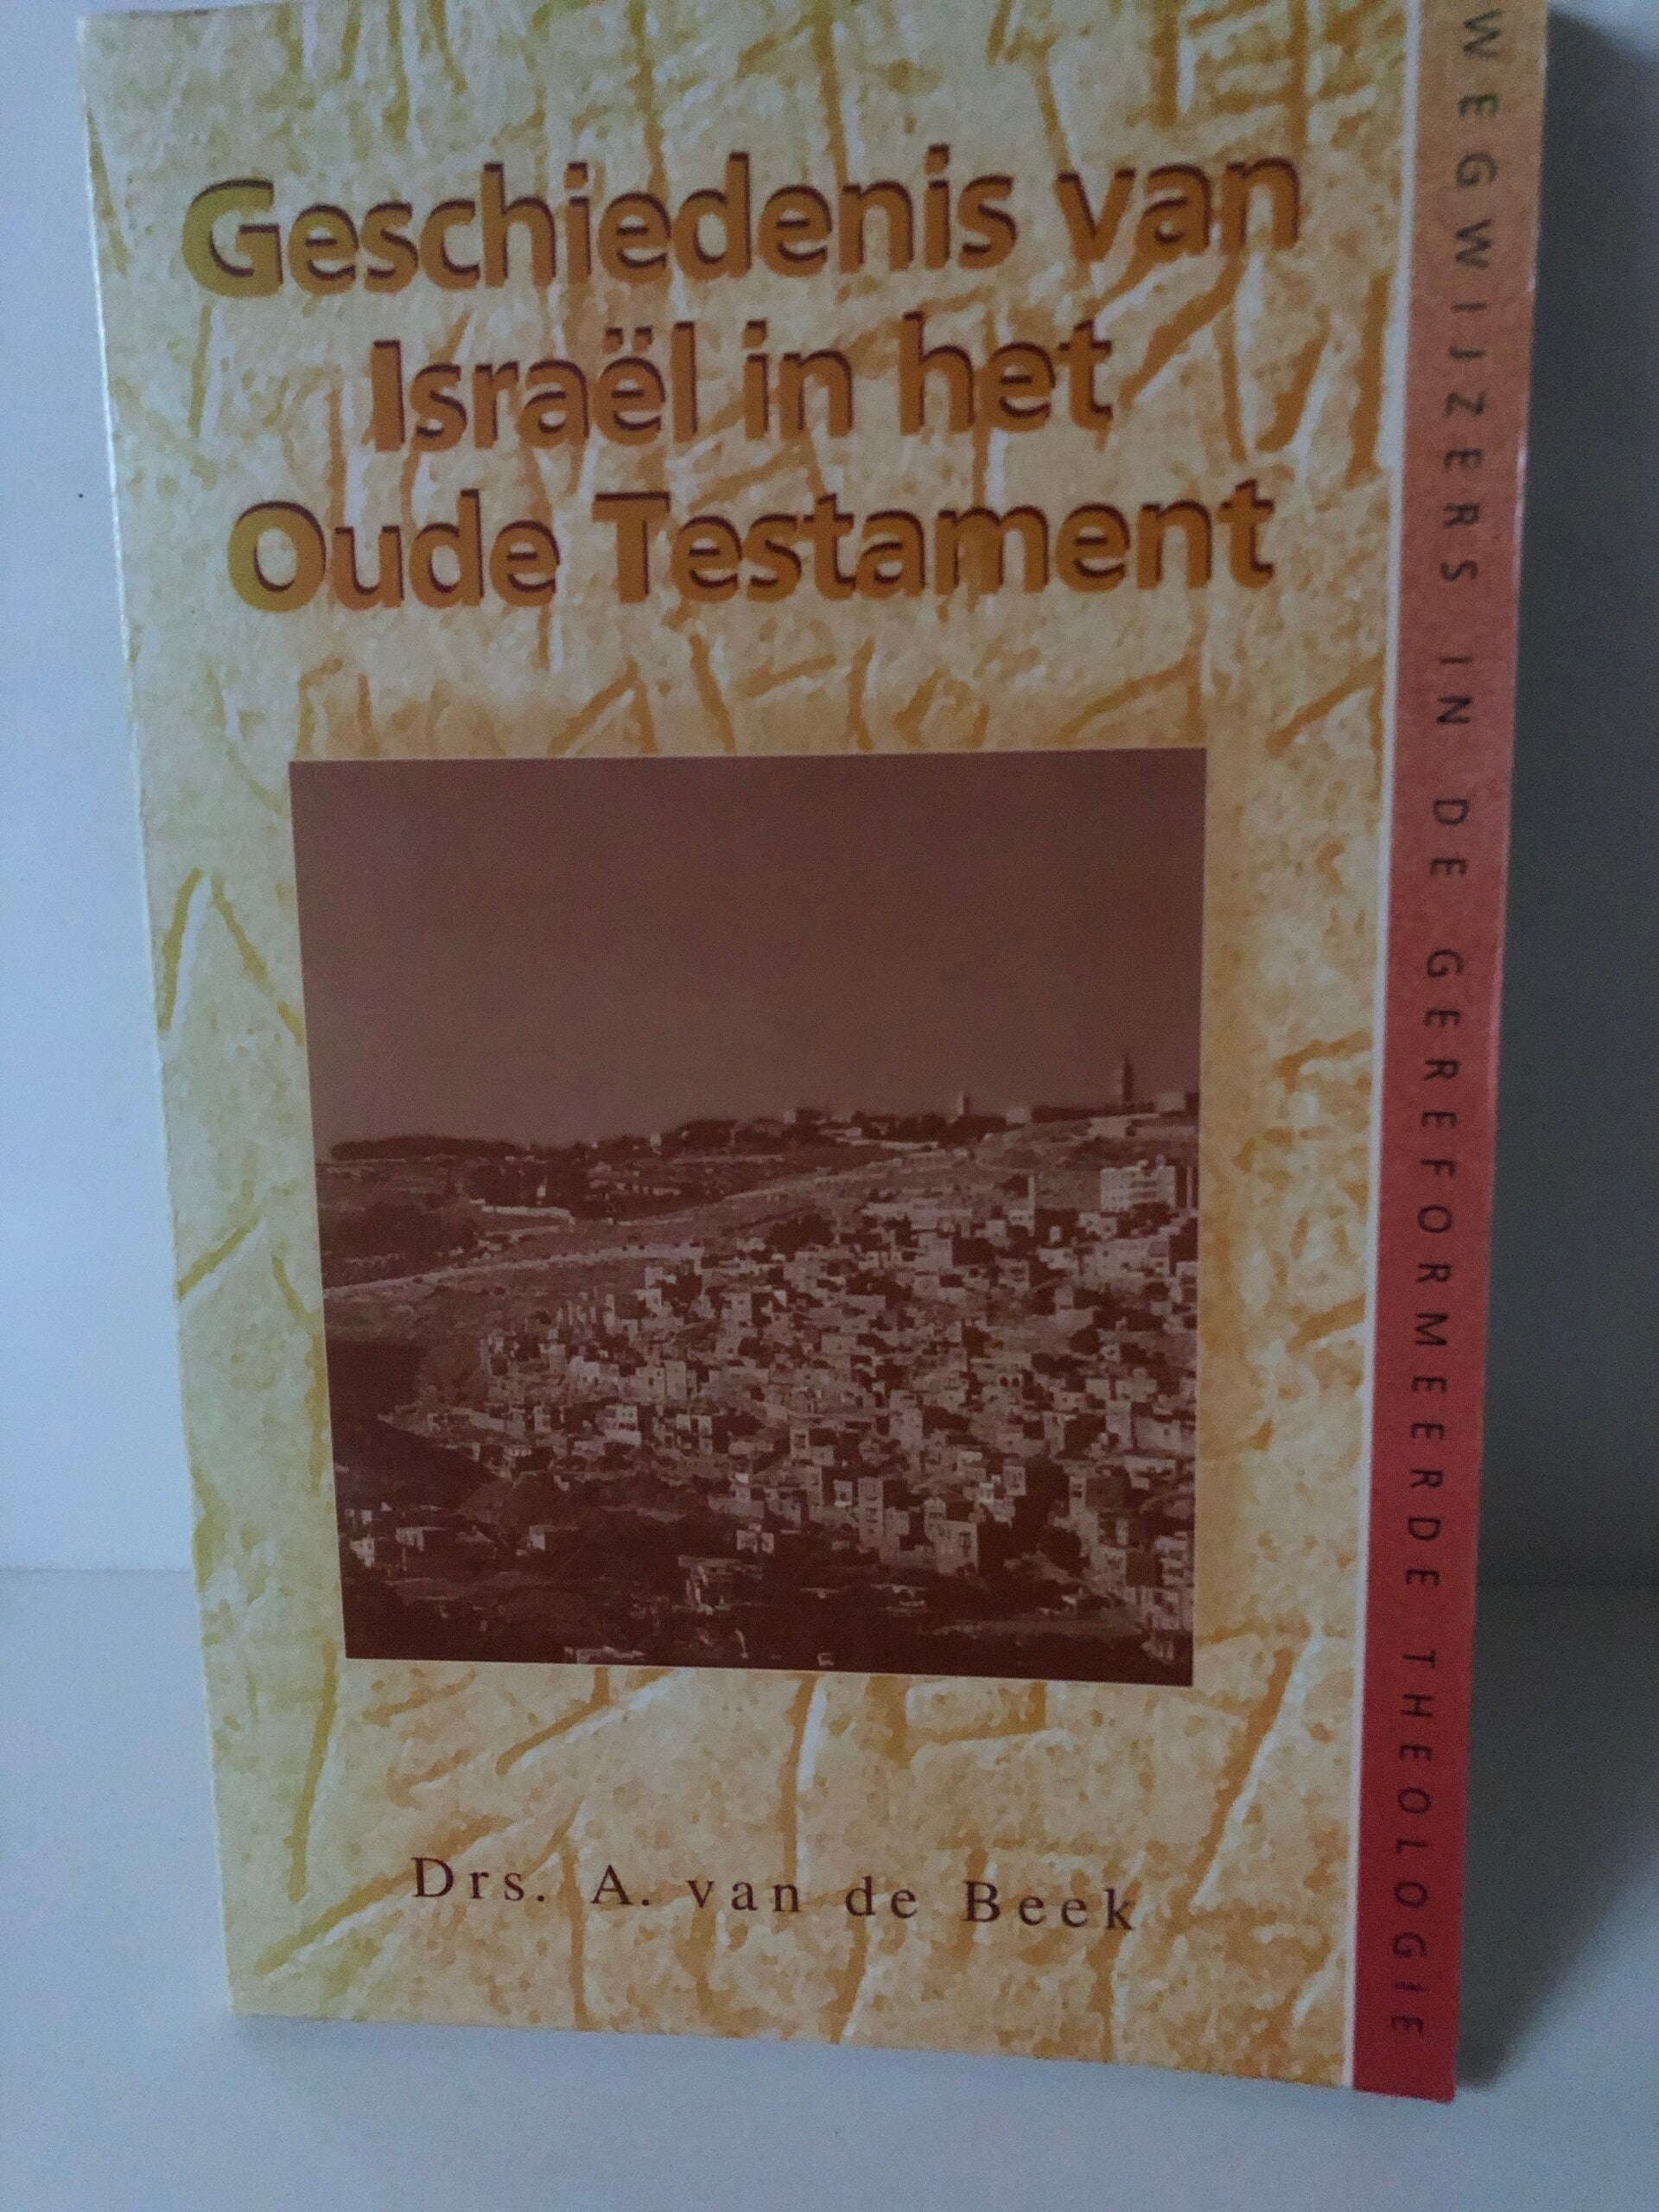 Geschiedenis van
Israël in het
Oude Testament
Drs. A. van de Beek
WEGWIJZERS IN DE GEREFORMEERDE THEOLOGIE